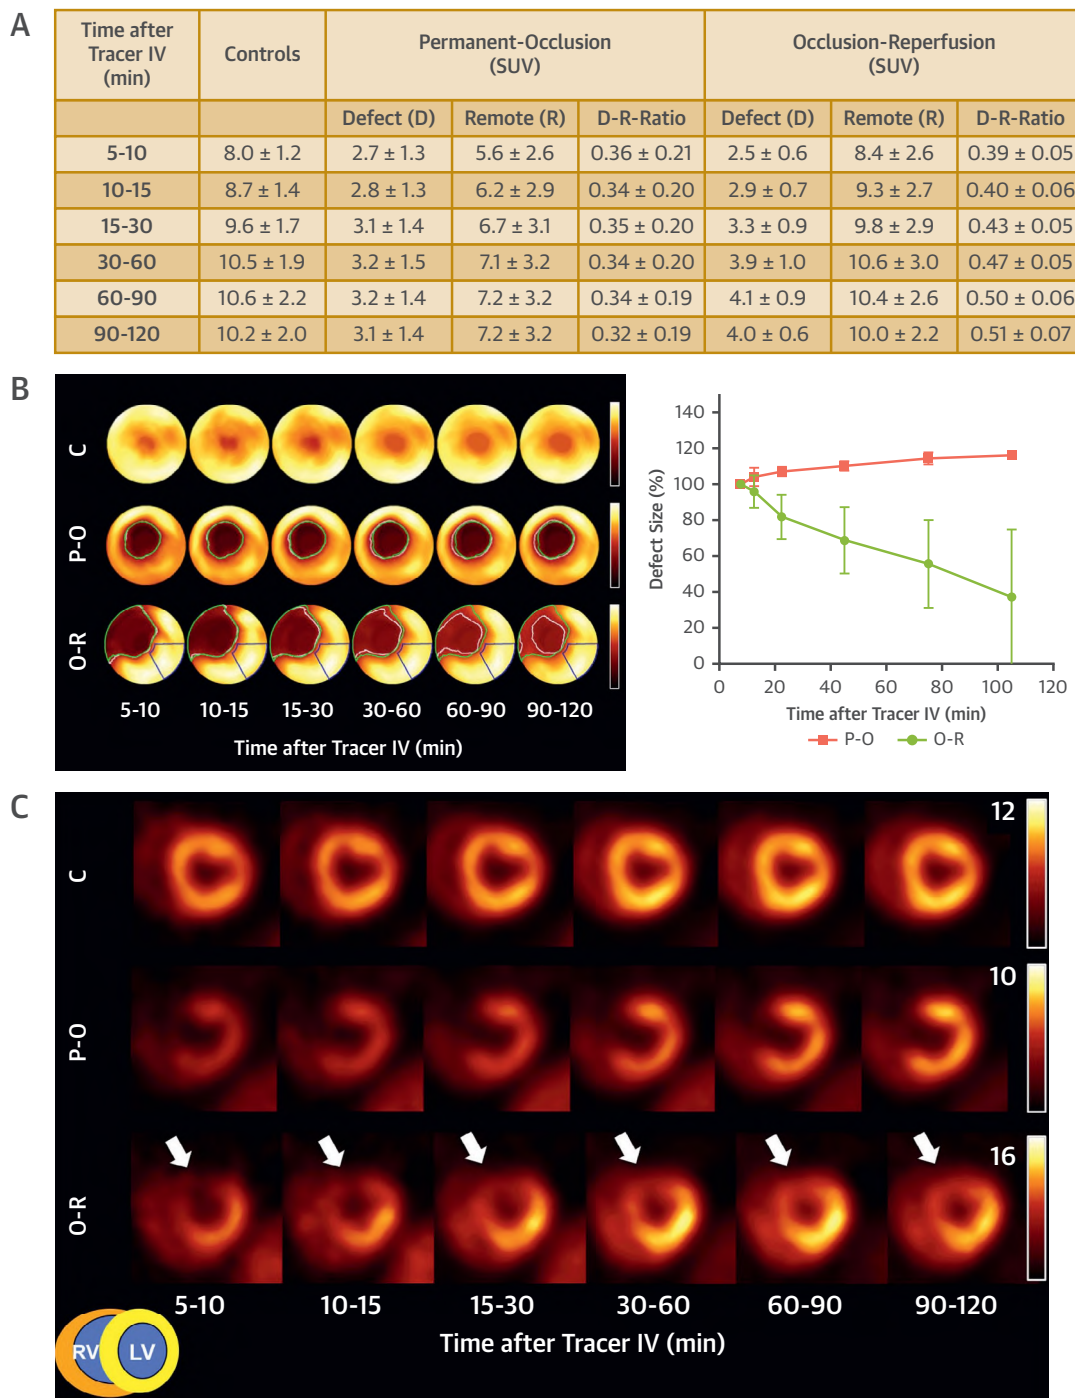 A
Time after Tracer IV (min) Controls Permanent-Occlusion (SUV) Occlusion-Reperfusion (SUV)
Defect (D) Remote (R) D-R-Ratio Defect (D) Remote (R) D-R-Ratio
5-10 8.0 ± 1.2 2.7 ± 1.3 5.6 ± 2.6 0.36 ± 0.21 2.5 ± 0.6 8.4 ± 2.6 0.39 ± 0.05
10-15 8.7 ± 1.4 2.8 ± 1.3 6.2 ± 2.9 0.34 ± 0.20 2.9 ± 0.7 9.3 ± 2.7 0.40 ± 0.06
15-30 9.6 ± 1.7 3.1 ± 1.4 6.7 ± 3.1 0.35 ± 0.20 3.3 ± 0.9 9.8 ± 2.9 0.43 ± 0.05
30-60 10.5 ± 1.9 3.2 ± 1.5 7.1 ± 3.2 0.34 ± 0.20 3.9 ± 1.0 10.6 ± 3.0 0.47 ± 0.05
60-90 10.6 ± 2.2 3.2 ± 1.4 7.2 ± 3.2 0.34 ± 0.19 4.1 ± 0.9 10.4 ± 2.6 0.50 ± 0.06
90-120 10.2 ± 2.0 3.1 ± 1.4 7.2 ± 3.2 0.32 ± 0.19 4.0 ± 0.6 10.0 ± 2.2 0.51 ± 0.07
B
C
P-O
O-R
5-10 10-15 15-30 30-60 60-90 90-120
Time after Tracer IV (min)
Defect Size (%)
140
120
100
80
60
40
20
0
0 20 40 60 80 100 120
Time after Tracer IV (min)
P-O O-R
C
C
12
P-O
10
O-R
16
5-10 10-15 15-30 30-60 60-90 90-120
Time after Tracer IV (min)
RV LV